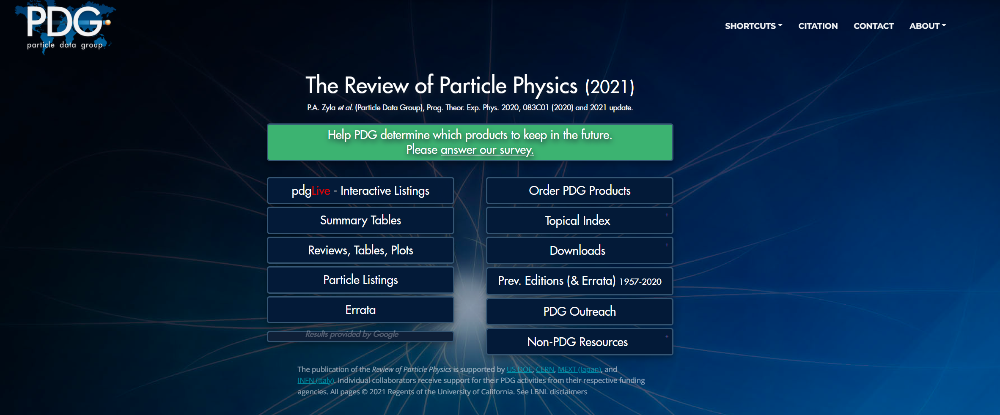 PDG
particle data group
SHORTCUTS CITATION CONTACT ABOUT
The Review of Particle Physics (2021)
P.A. Zyla et al. (Particle Data Group), Prog. Theor. Exp. Phys. 2020, 083C01 (2020) and 2021 update.
Help PDG determine which products to keep in the future.
Please answer our survey.
pdgLive - Interactive Listings
Summary Tables
Reviews, Tables, Plots
Particle Listings
Errata
Results provided by Google
Order PDG Products
Topical Index +
Downloads +
Prev. Editions (& Errata) 1957-2020
PDG Outreach
Non-PDG Resources +
The publication of the Review of Particle Physics is supported by US DOE, CERN, MEXT (Japan), and
INFN (Italy). Individual collaborators receive support for their PDG activities from their respective funding
agencies. All pages © 2021 Regents of the University of California. See LBNL disclaimers